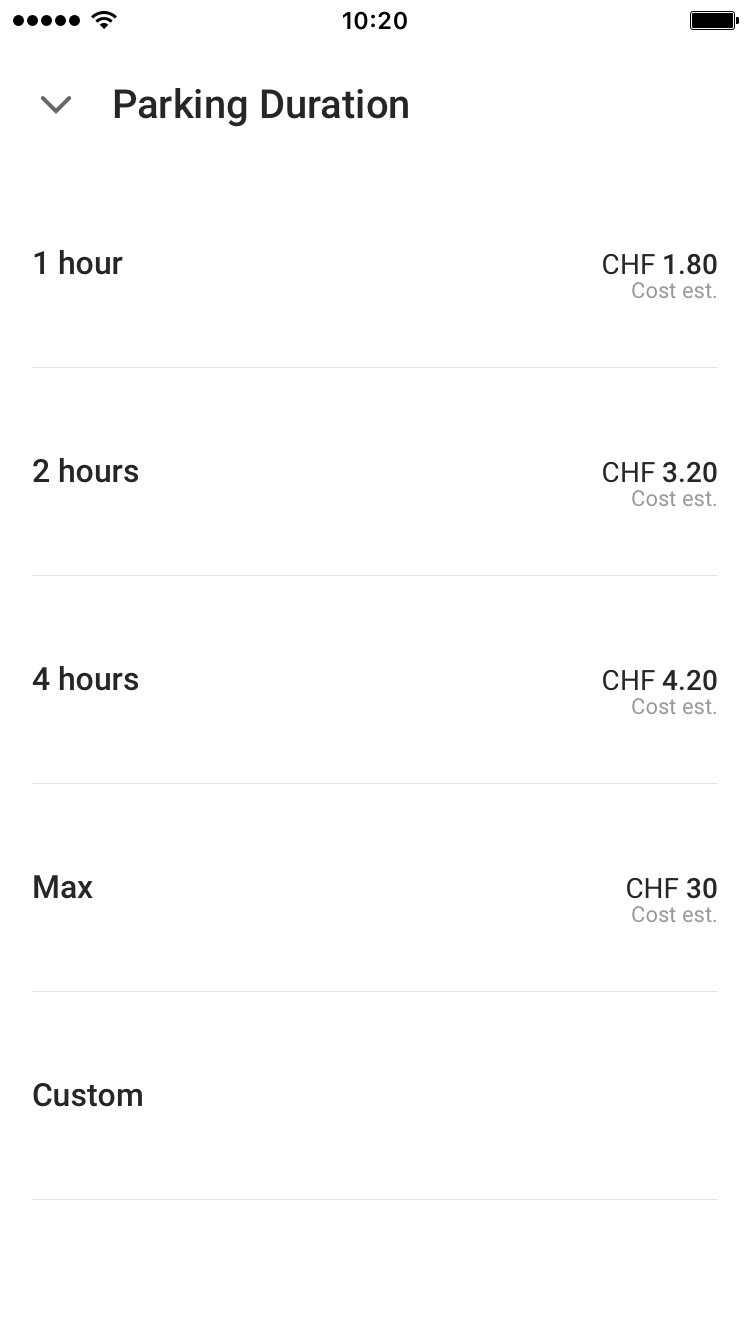 10:20
Parking Duration
1 hour
CHF 1.80
Cost est.
2 hours
CHF 3.20
Cost est.
4 hours
CHF 4.20
Cost est.
Max
CHF 30
Cost est.
Custom